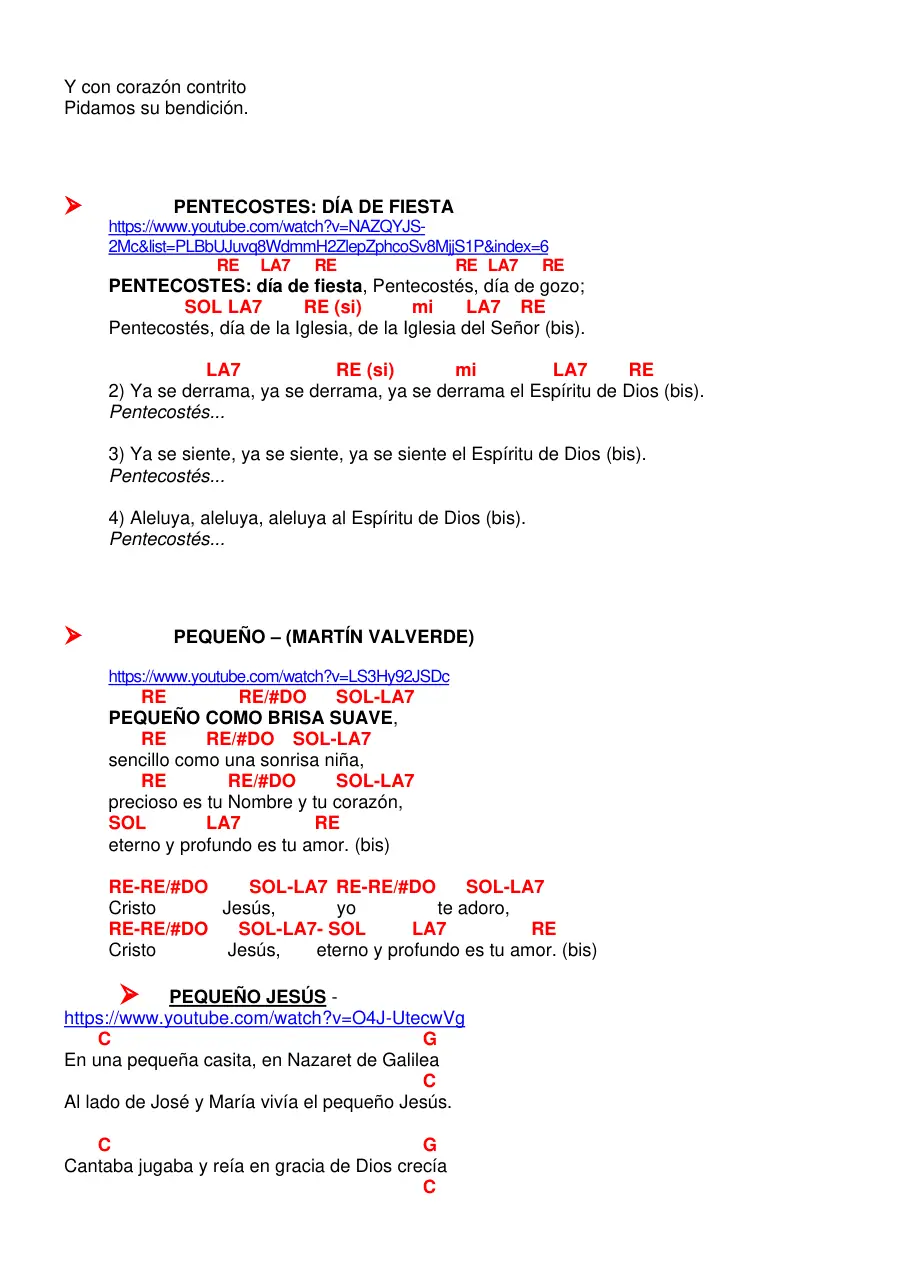 Y con corazón contrito
Pidamos su bendición.
➢ PENTECOSTES: DÍA DE FIESTA
https://www.youtube.com/watch?v=NAZQYJS-
2Mc&list=PLBbUJuvq8WdmmH2ZlepZphcoSv8MjjS1P&index=6
RE LA7 RE RE LA7 RE
PENTECOSTES: día de fiesta, Pentecostés, día de gozo;
SOL LA7 RE (si) mi LA7 RE
Pentecostés, día de la Iglesia, de la Iglesia del Señor (bis).
LA7 RE (si) mi LA7 RE
2) Ya se derrama, ya se derrama, ya se derrama el Espíritu de Dios (bis).
Pentecostés...
3) Ya se siente, ya se siente, ya se siente el Espíritu de Dios (bis).
Pentecostés...
4) Aleluya, aleluya, aleluya al Espíritu de Dios (bis).
Pentecostés...
➢ PEQUEÑO – (MARTÍN VALVERDE)
https://www.youtube.com/watch?v=LS3Hy92JSDc
RE RE/#DO SOL-LA7
PEQUEÑO COMO BRISA SUAVE,
RE RE/#DO SOL-LA7
sencillo como una sonrisa niña,
RE RE/#DO SOL-LA7
precioso es tu Nombre y tu corazón,
SOL LA7 RE
eterno y profundo es tu amor. (bis)
RE-RE/#DO SOL-LA7 RE-RE/#DO SOL-LA7
Cristo Jesús, yo te adoro,
RE-RE/#DO SOL-LA7- SOL LA7 RE
Cristo Jesús, eterno y profundo es tu amor. (bis)
➢ PEQUEÑO JESÚS -
https://www.youtube.com/watch?v=O4J-UtecwVg
C G
En una pequeña casita, en Nazaret de Galilea
C
Al lado de José y María vivía el pequeño Jesús.
C G
Cantaba jugaba y reía en gracia de Dios crecía
C